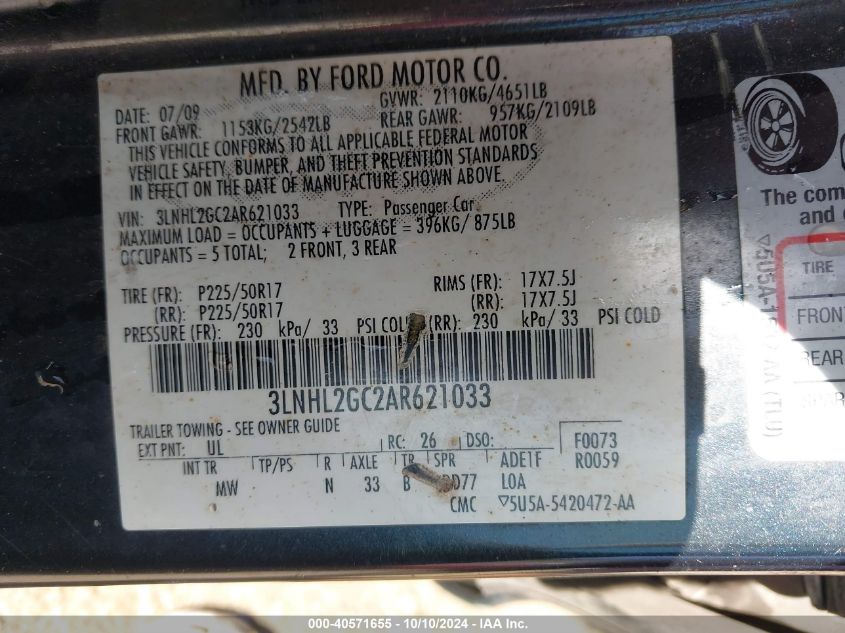 MFD. BY FORD MOTOR CO.
DATE: 07/09 GVWR: 2110KG/4651LB
FRONT GAWR: 1153KG/2542LB REAR GAWR: 957KG/2109LB
THIS VEHICLE CONFORMS TO ALL APPLICABLE FEDERAL MOTOR
VEHICLE SAFETY, BUMPER, AND THEFT PREVENTION STANDARDS
IN EFFECT ON THE DATE OF MANUFACTURE SHOWN ABOVE.
VIN: 3LNHL2GC2AR621033 TYPE: Passenger Car
MAXIMUM LOAD = OCCUPANTS + LUGGAGE = 396KG/ 875LB
OCCUPANTS = 5 TOTAL; 2 FRONT, 3 REAR
TIRE (FR): P225/50R17 RIMS (FR): 17X7.5J
(RR): P225/50R17 (RR): 17X7.5J
PRESSURE (FR): 230 kPa/ 33 PSI COLD (RR): 230 kPa/ 33 PSI COLD
3LNHL2GC2AR621033
TRAILER TOWING - SEE OWNER GUIDE
EXT PNT: UL RC: 26 DSO: F0073
INT TR TP/PS R AXLE TR SPR ADE1F R0059
MW N 33 B D77 LOA
CMC ▽5U5A-5420472-AA
The com
and
TIRE
FRONT
REAR
(TLU)
000-40571655 - 10/10/2024 - IAA Inc.